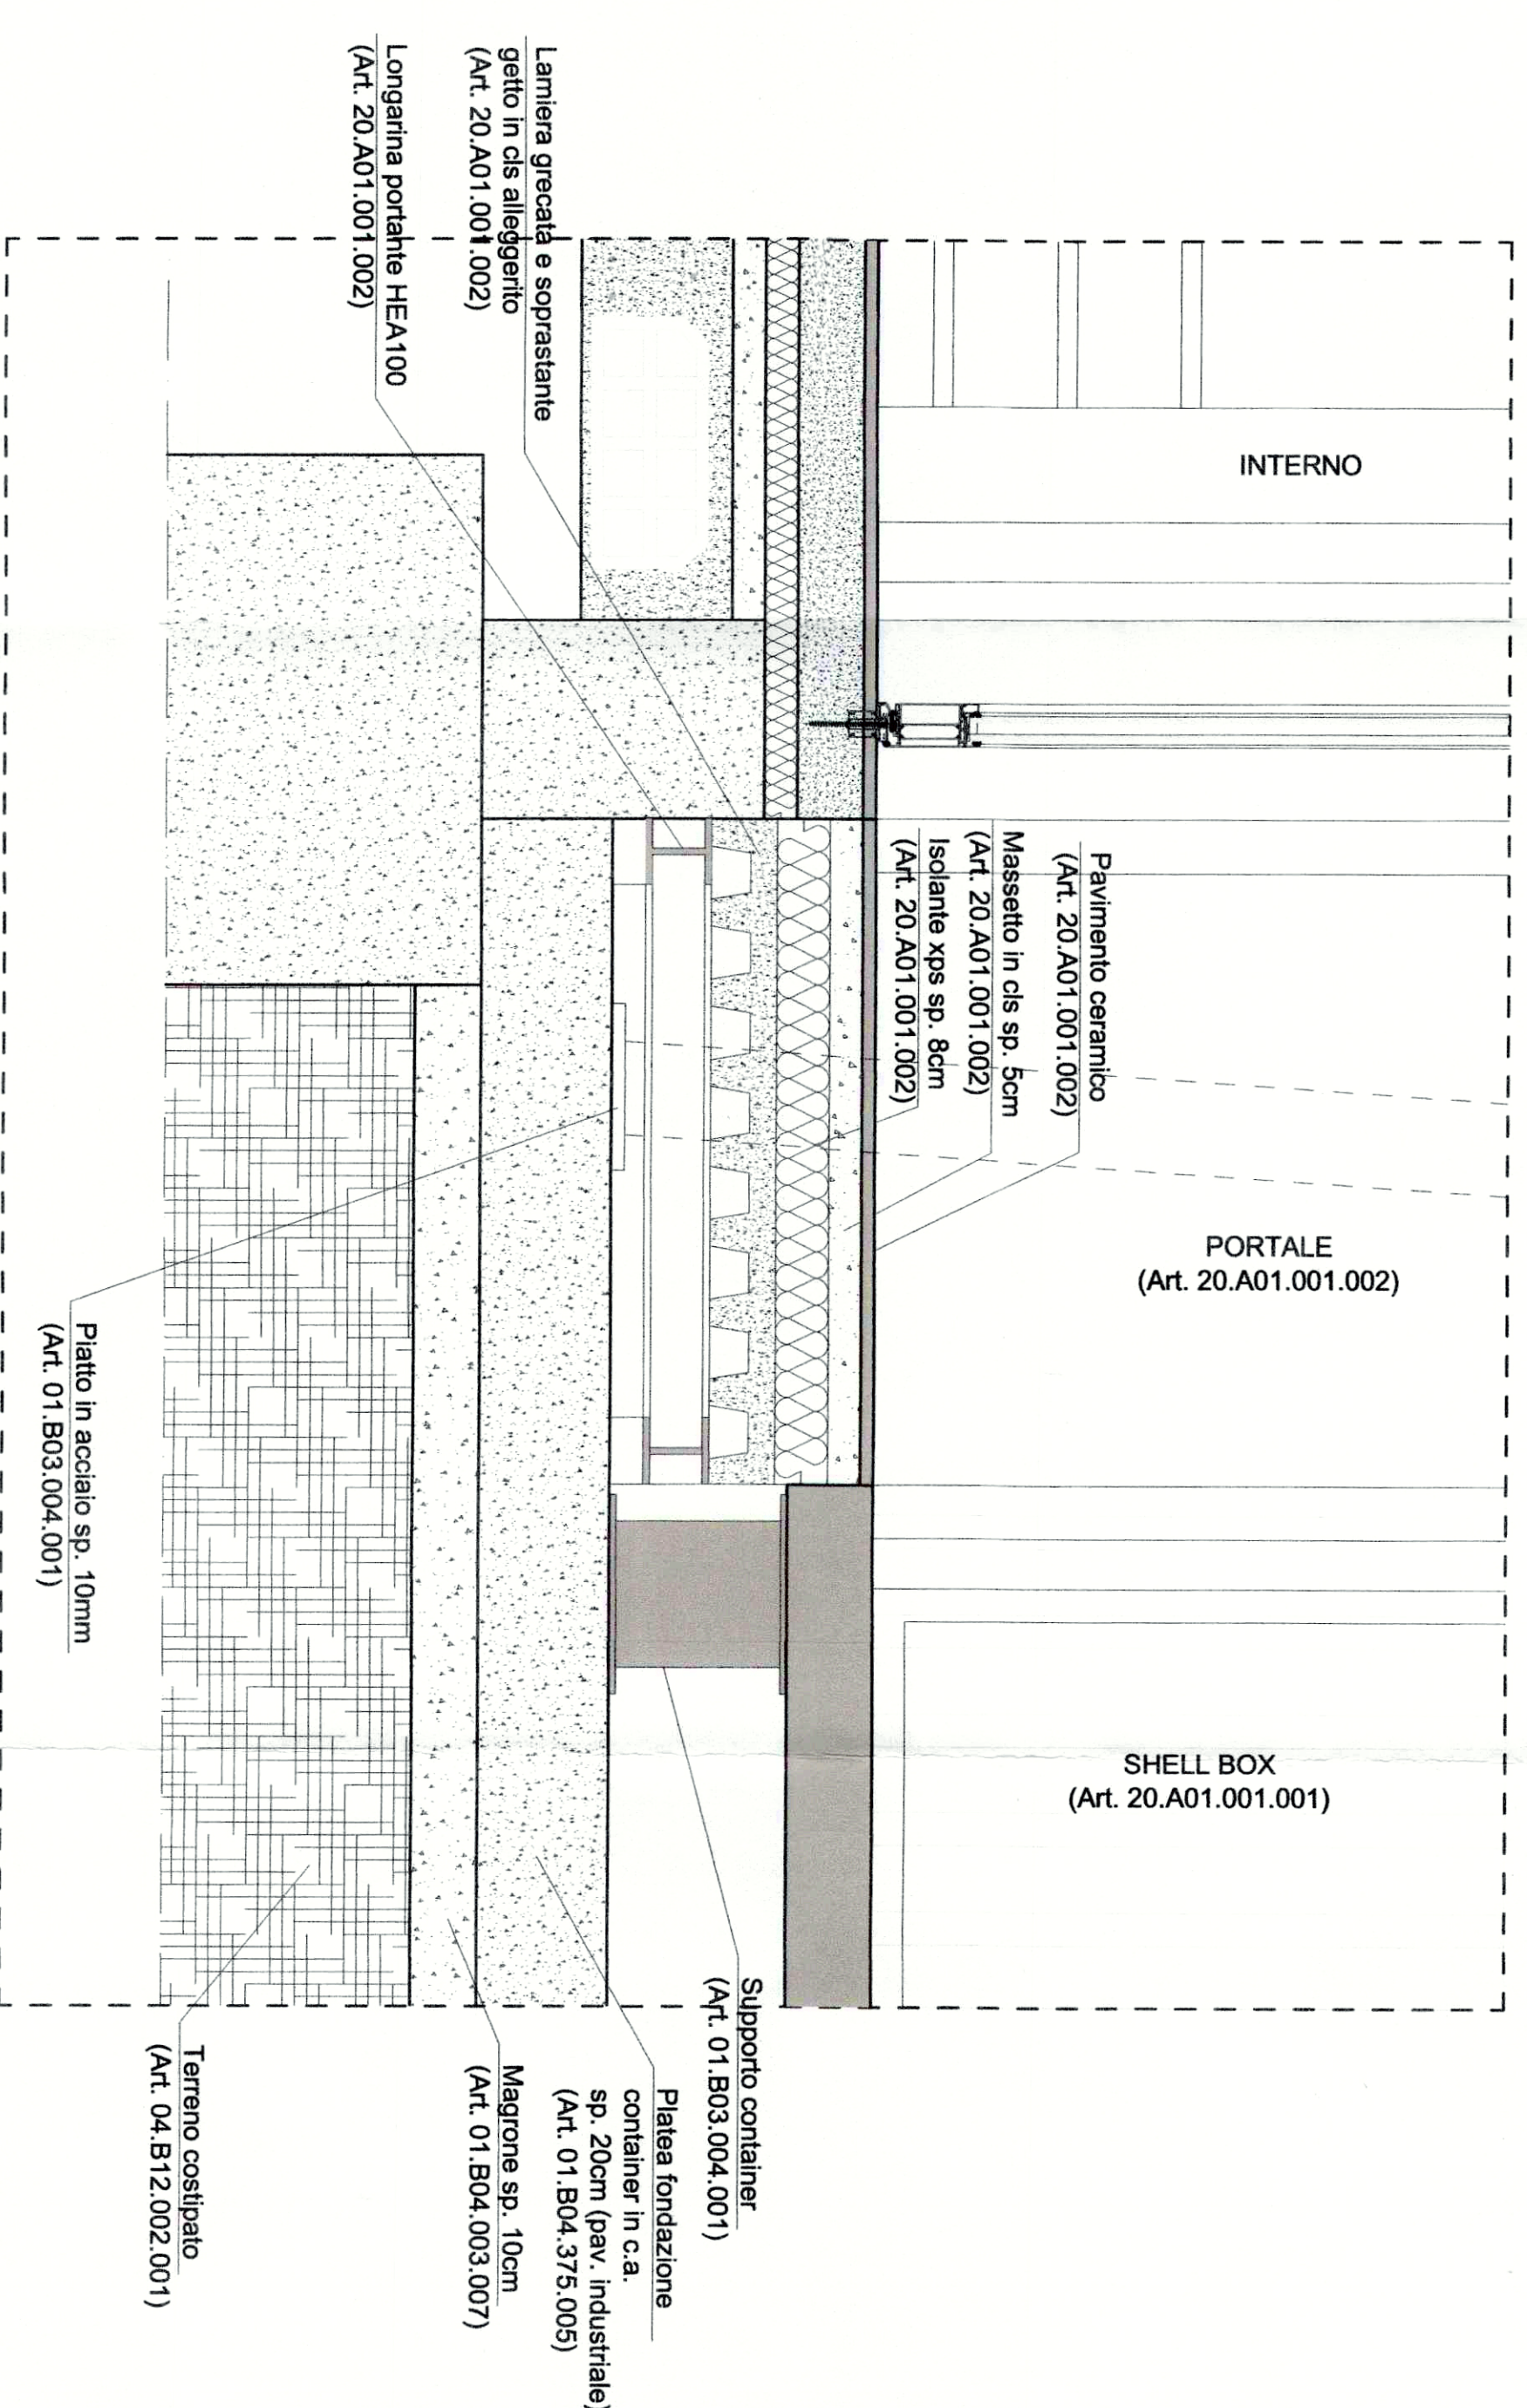 Lamiera grecata e soprastante
getto in cls alleggerito
(Art. 20.A01.001.002)
Longarina portante HEA100
(Art. 20.A01.001.002)
INTERNO
Pavimento ceramico
(Art. 20.A01.001.002)
Massetto in cls sp. 5cm
(Art. 20.A01.001.002)
Isolante xps sp. 8cm
(Art. 20.A01.001.002)
PORTALE
(Art. 20.A01.001.002)
Piatto in acciaio sp. 10mm
(Art. 01.B03.004.001)
SHELL BOX
(Art. 20.A01.001.001)
Supporto container
(Art. 01.B03.004.001)
Platea fondazione
container in c.a.
sp. 20cm (pav. industriale)
(Art. 01.B04.375.005)
Magrone sp. 10cm
(Art. 01.B04.003.007)
Terreno costipato
(Art. 04.B12.002.001)